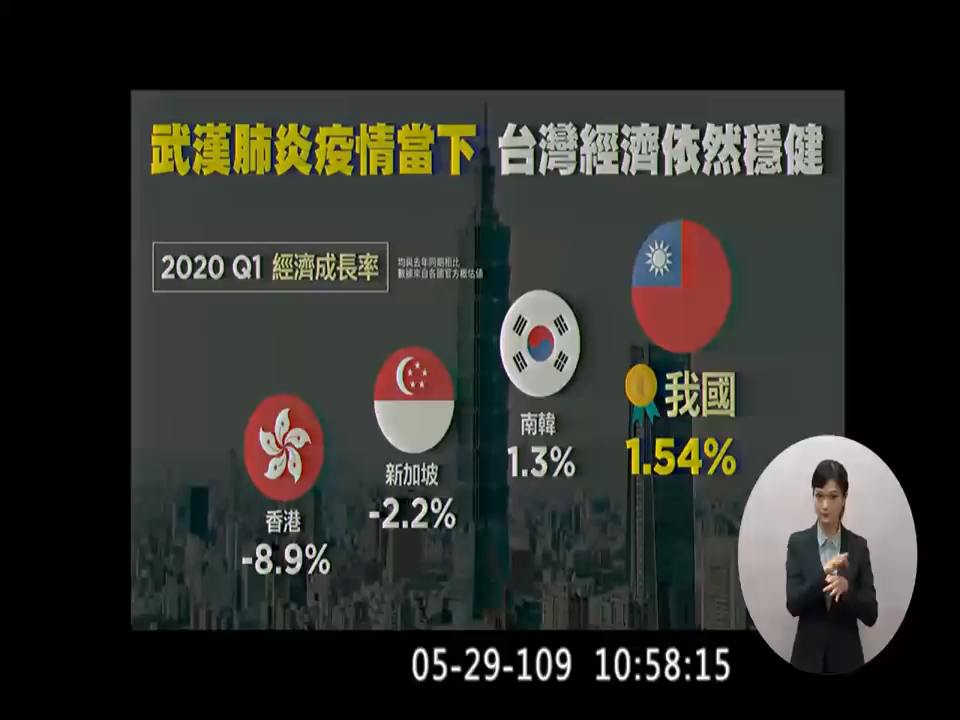 武漢肺炎疫情當下 台灣經濟依然穩健
2020 Q1 經濟成長率
均與去年同期相比
數據來自各國官方概估值
我國
1.54%
南韓
1.3%
新加坡
-2.2%
香港
-8.9%
05-29-109 10:58:15